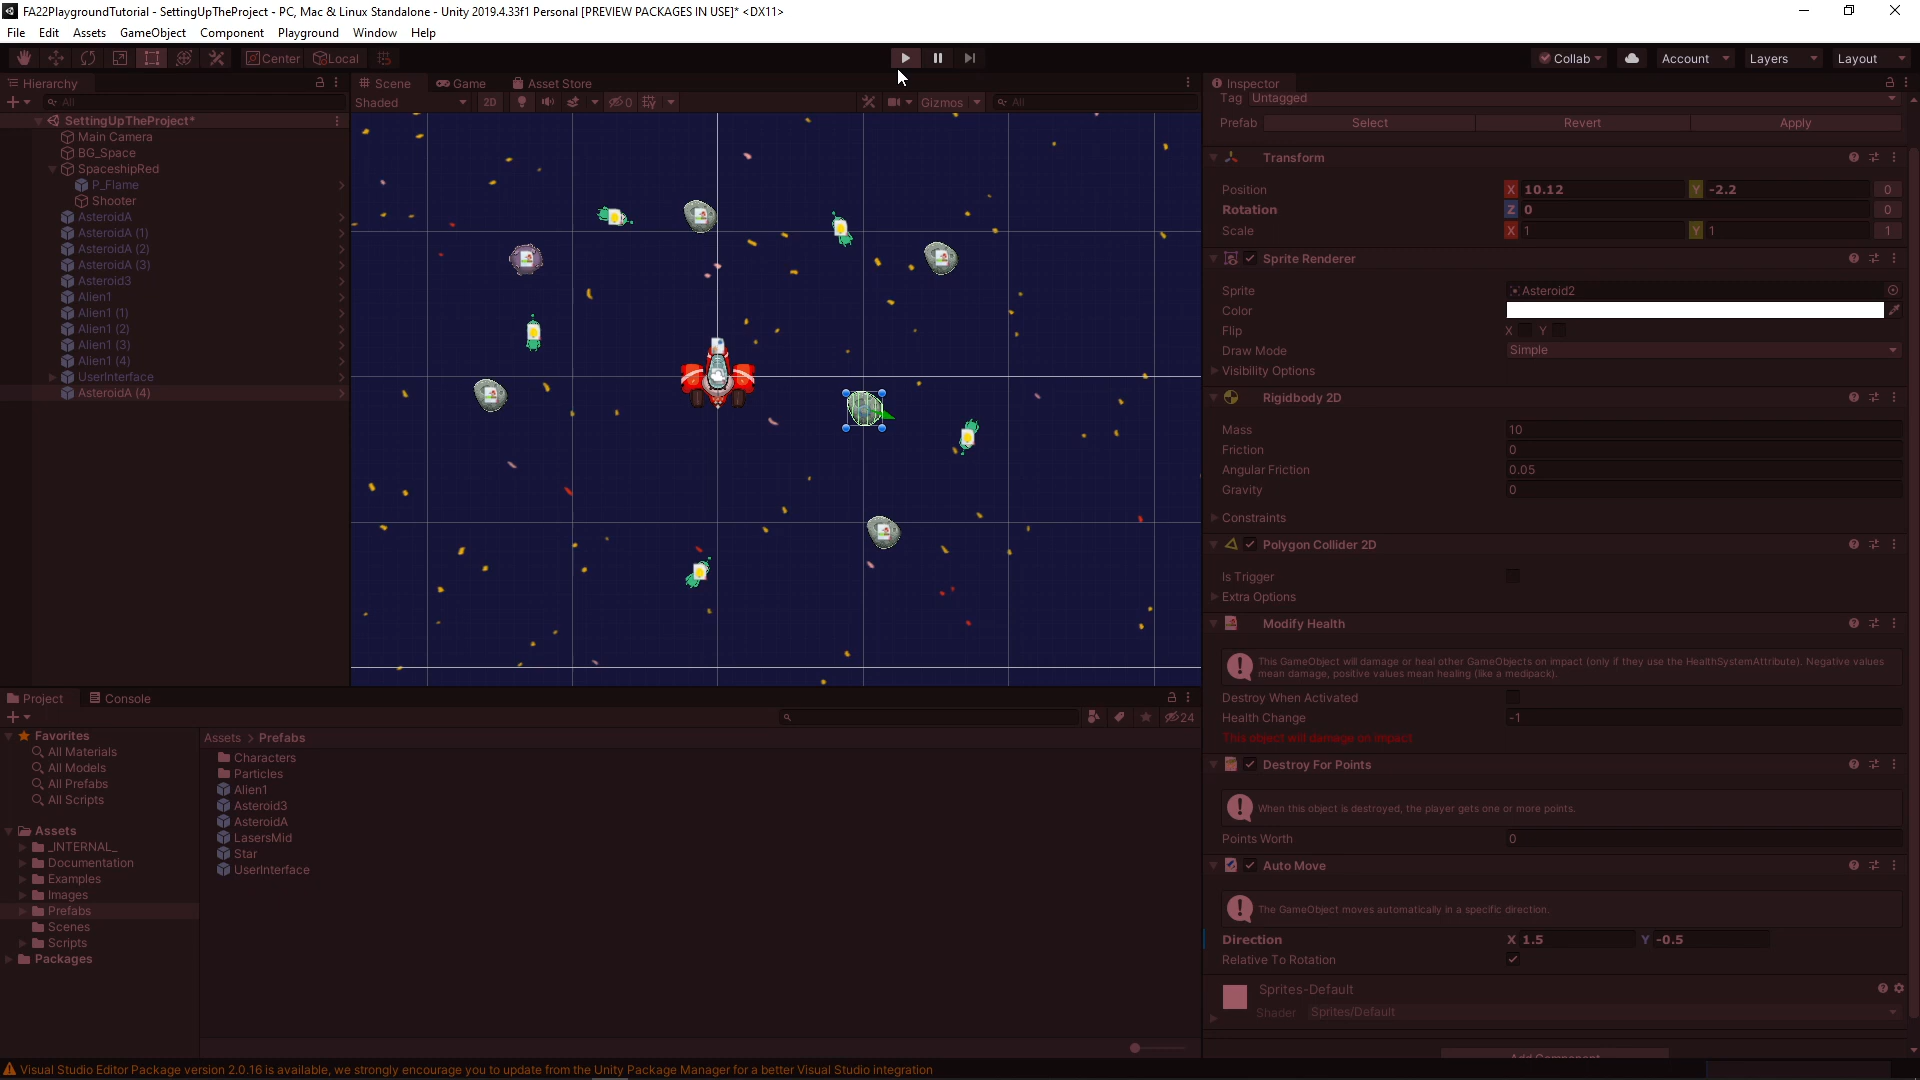 FA22PlaygroundTutorial - SettingUpTheProject - PC, Mac & Linux Standalone - Unity 2019.4.33f1 Personal [PREVIEW PACKAGES IN USE]* <DX11>
File Edit Assets GameObject Component Playground Window Help
Center Local Collab Account Layers Layout
Hierarchy
All
SettingUpTheProject*
Main Camera
BG_Space
SpaceshipRed
P_Flame
Shooter
AsteroidA
AsteroidA (1)
AsteroidA (2)
AsteroidA (3)
Asteroid3
Alien1
Alien1 (1)
Alien1 (2)
Alien1 (3)
Alien1 (4)
UserInterface
AsteroidA (4)
Scene Game Asset Store
Shaded 2D 0 Gizmos All
Inspector
Tag Untagged
Prefab Select Revert Apply
Transform
Position X 10.12 Y -2.2 0
Rotation Z 0 0
Scale X 1 Y 1 1
Sprite Renderer
Sprite Asteroid2
Color
Flip X Y
Draw Mode Simple
Visibility Options
Rigidbody 2D
Mass 10
Friction 0
Angular Friction 0.05
Gravity 0
Constraints
Polygon Collider 2D
Is Trigger
Extra Options
Modify Health
This GameObject will damage or heal other GameObjects on impact (only if they use the HealthSystemAttribute). Negative values
mean damage, positive values mean healing (like a medipack).
Destroy When Activated
Health Change -1
This object will damage on impact
Destroy For Points
When this object is destroyed, the player gets one or more points.
Points Worth 0
Auto Move
The GameObject moves automatically in a specific direction.
Direction X 1.5 Y -0.5
Relative To Rotation
Sprites-Default
Shader Sprites/Default
Add Component
Project Console
24
Favorites
All Materials
All Models
All Prefabs
All Scripts
Assets
_INTERNAL_
Documentation
Examples
Images
Prefabs
Scenes
Scripts
Packages
Assets > Prefabs
Characters
Particles
Alien1
Asteroid3
AsteroidA
LasersMid
Star
UserInterface
Visual Studio Editor Package version 2.0.16 is available, we strongly encourage you to update from the Unity Package Manager for a better Visual Studio integration